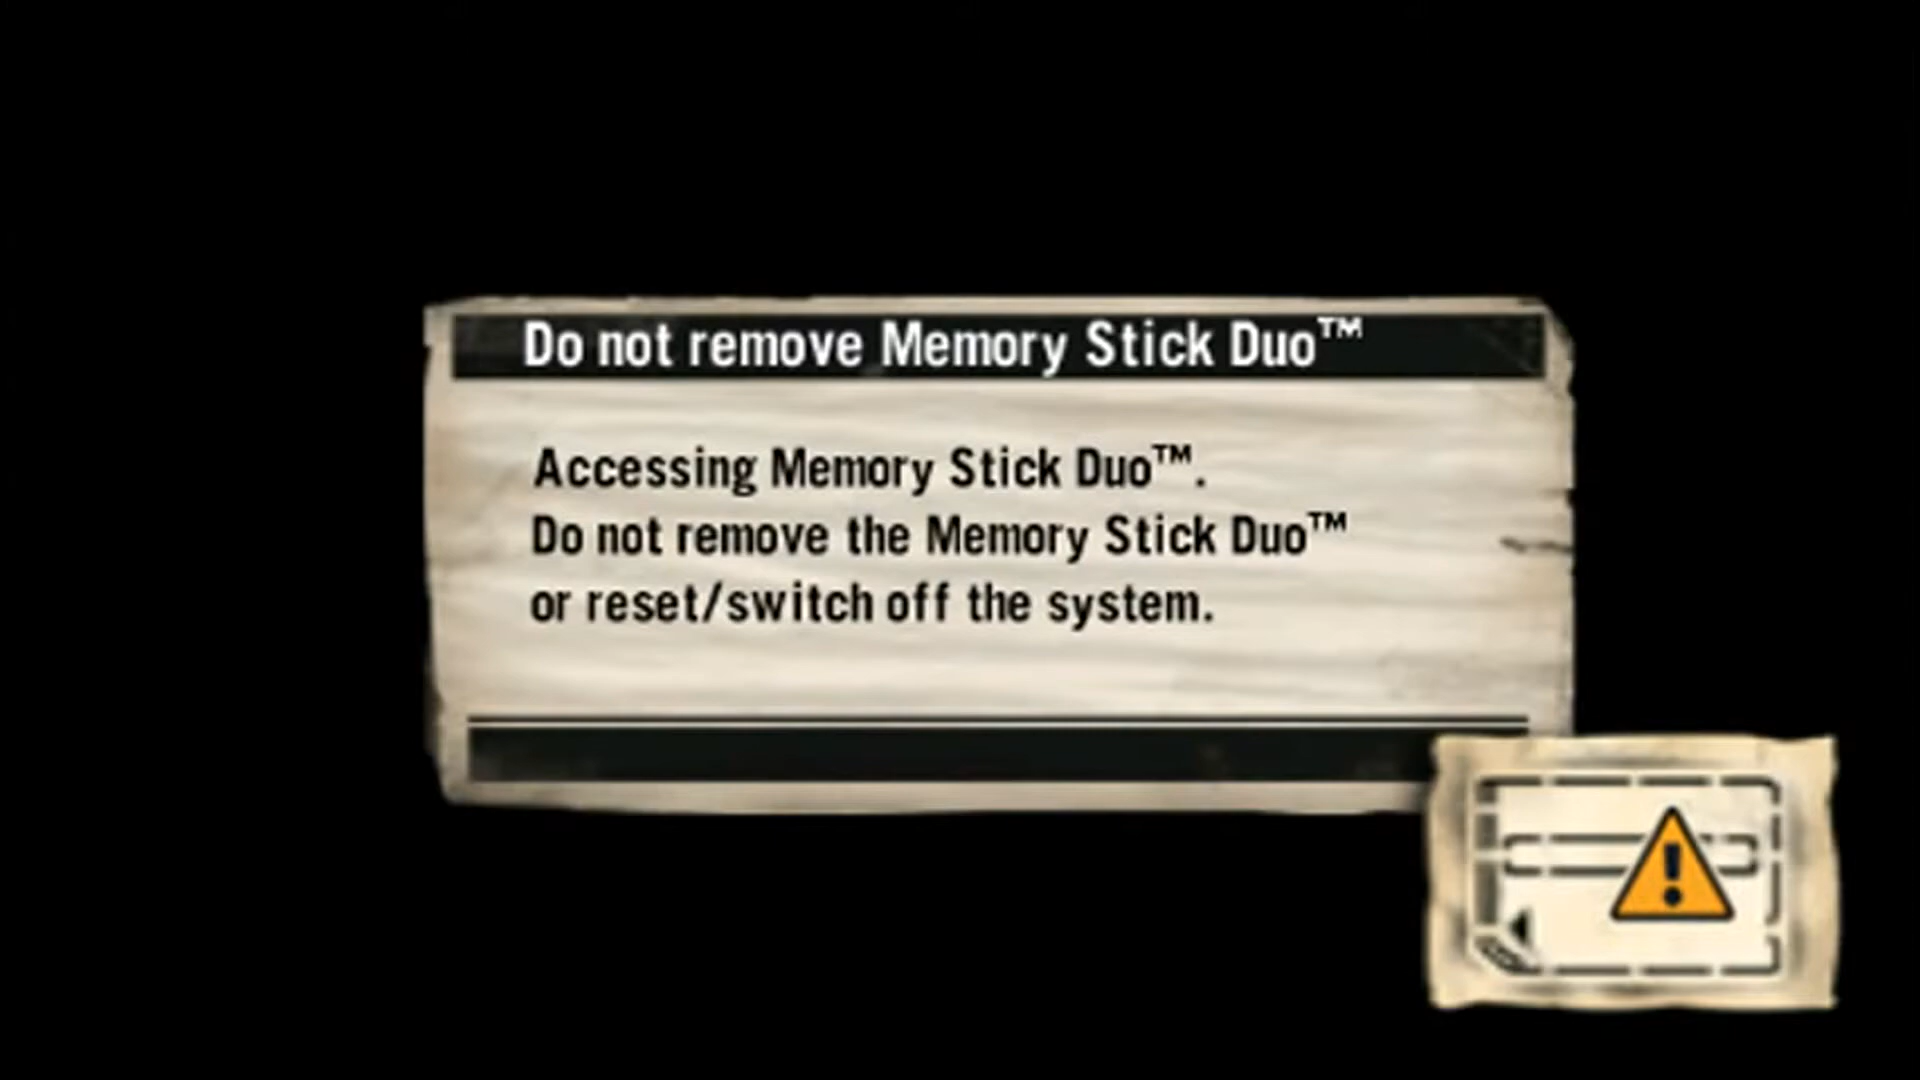 Do not remove Memory Stick Duo™
Accessing Memory Stick Duo™.
Do not remove the Memory Stick Duo™
or reset/switch off the system.